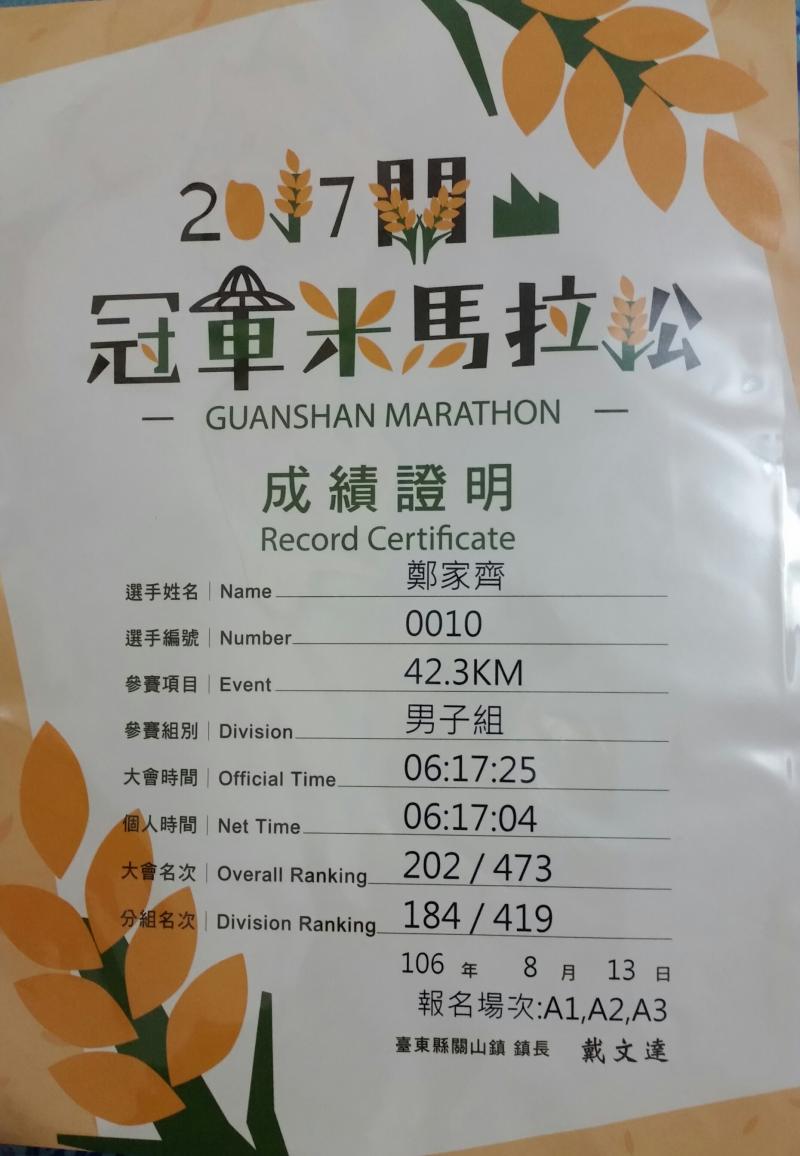 2017關山
冠軍米馬拉松
— GUANSHAN MARATHON —
成績證明
Record Certificate
選手姓名 | Name 鄭家齊
選手編號 | Number 0010
參賽項目 | Event 42.3KM
參賽組別 | Division 男子組
大會時間 | Official Time 06:17:25
個人時間 | Net Time 06:17:04
大會名次 | Overall Ranking 202 / 473
分組名次 | Division Ranking 184 / 419
106 年 8 月 13 日
報名場次:A1,A2,A3
臺東縣關山鎮 鎮長 戴文達